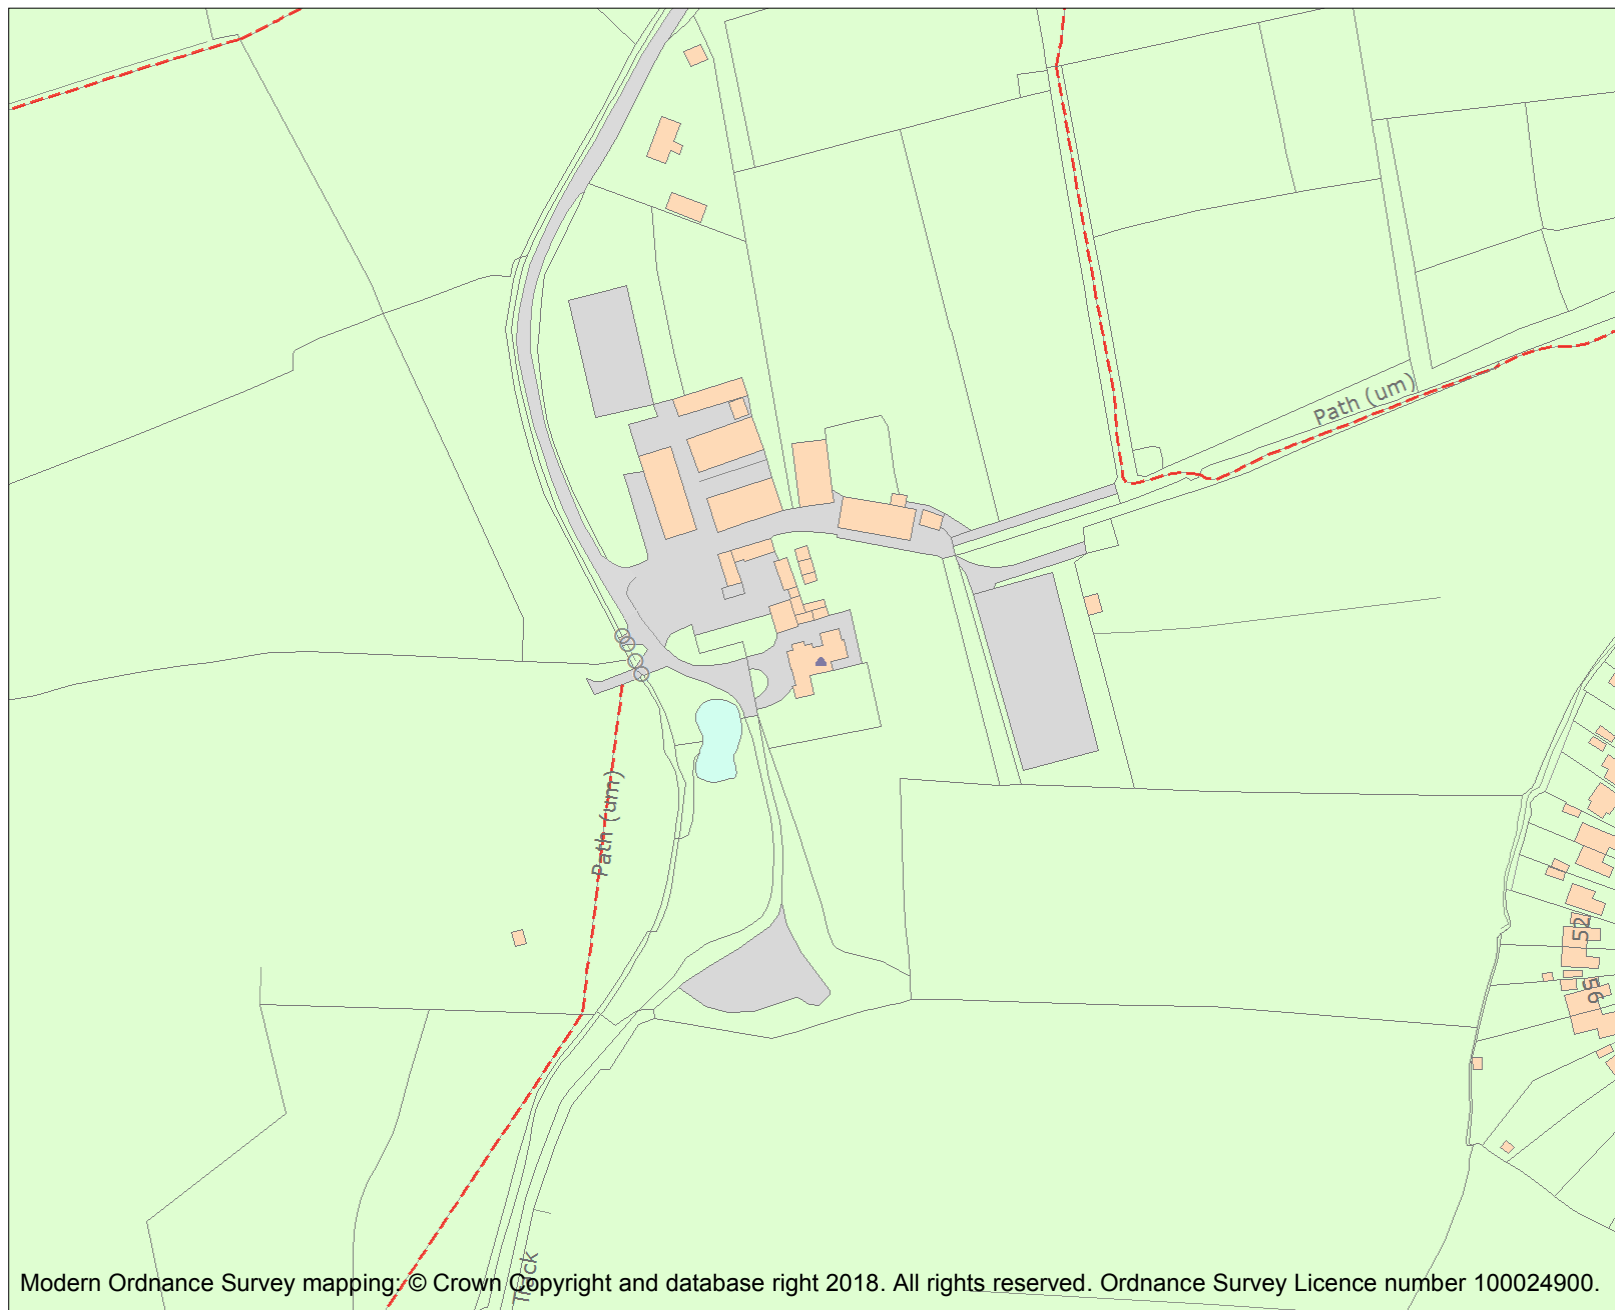 Path (um)
Path (um)
52
56
Track
Modern Ordnance Survey mapping: © Crown Copyright and database right 2018. All rights reserved. Ordnance Survey Licence number 100024900.